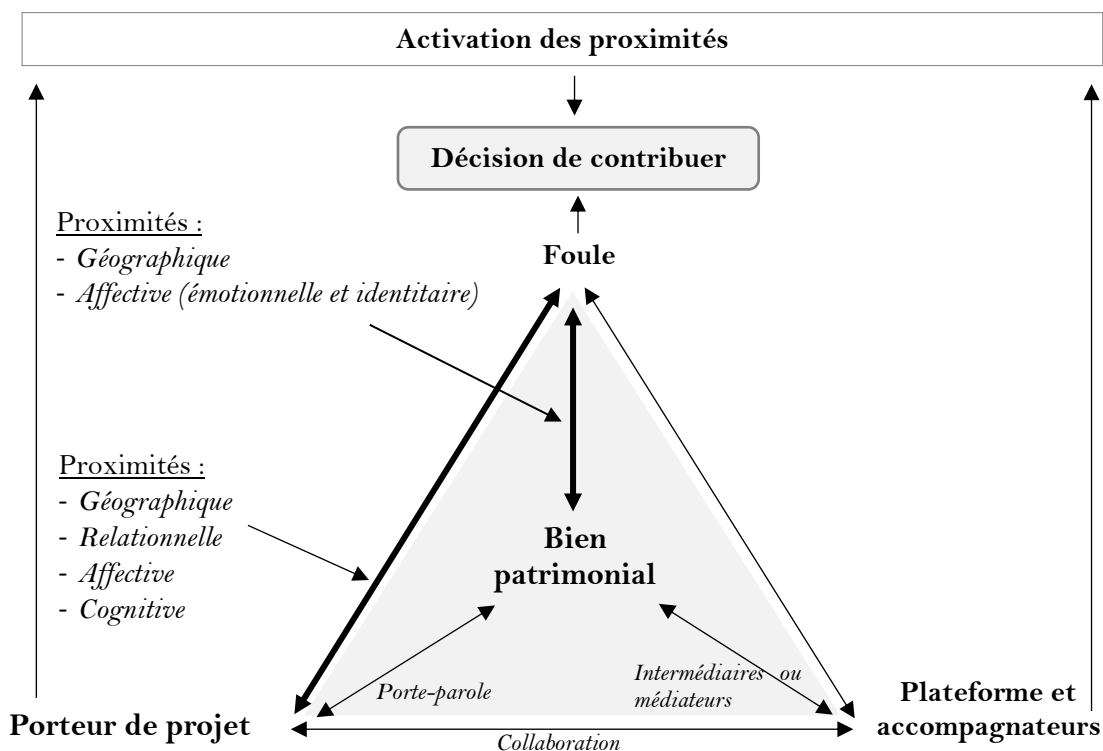 Activation des proximités
Décision de contribuer
Proximités :
- Géographique
- Affective (émotionnelle et identitaire)
Foule
Proximités :
- Géographique
- Relationnelle
- Affective
- Cognitive
Bien
patrimonial
Porte-parole
Intermédiaires ou
médiateurs
Porteur de projet
Plateforme et
accompagnateurs
Collaboration